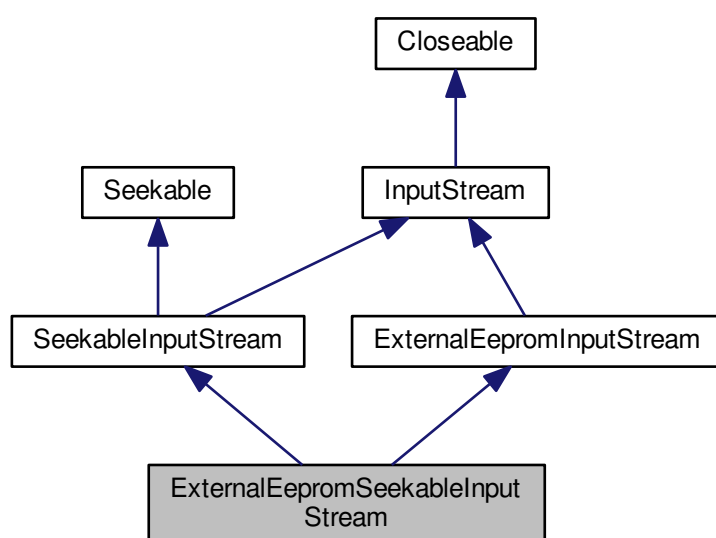 Closeable
Seekable
InputStream
SeekableInputStream
ExternalEepromInputStream
ExternalEepromSeekableInput
Stream